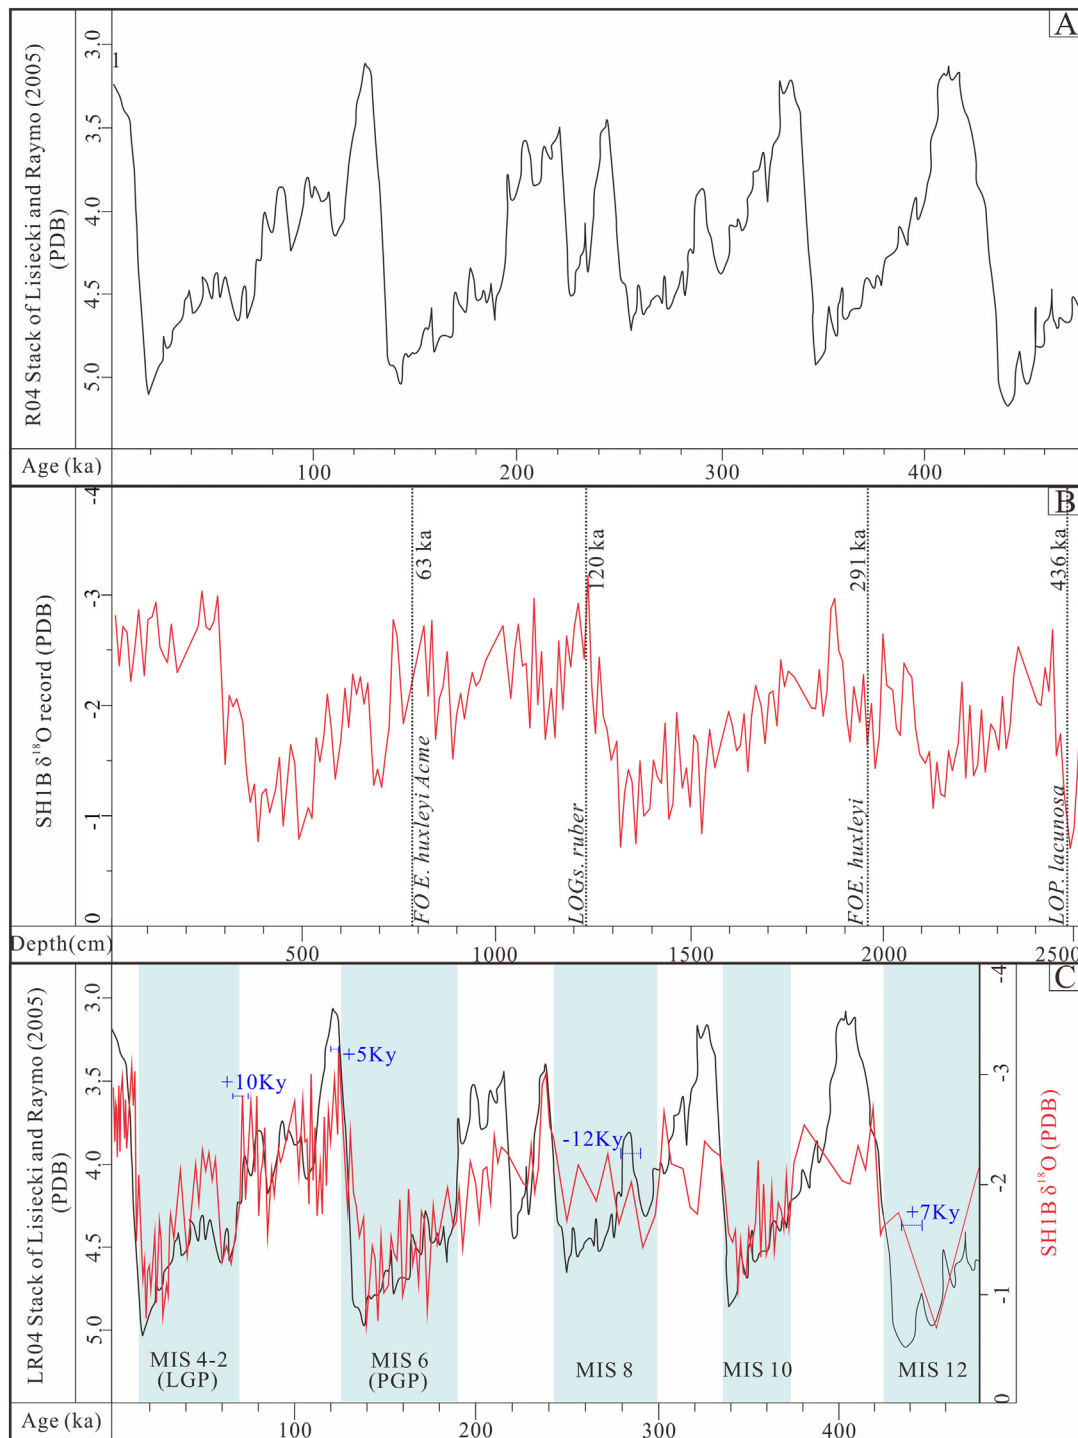 A
R04 Stack of Lisiecki and Raymo (2005)
(PDB)
3.0
3.5
4.0
4.5
5.0
1
Age (ka)
100
200
300
400
B
SH1B δ¹⁸O record (PDB)
-4
-3
-2
-1
0
63 ka
120 ka
291 ka
436 ka
FO E. huxleyi Acme
LOGs. ruber
FOE. huxleyi
LOP. lacunosa
Depth(cm)
500
1000
1500
2000
2500
C
LR04 Stack of Lisiecki and Raymo (2005)
(PDB)
3.0
3.5
4.0
4.5
5.0
+10Ky
+5Ky
-12Ky
+7Ky
MIS 4-2
(LGP)
MIS 6
(PGP)
MIS 8
MIS 10
MIS 12
-4
-3
-2
-1
0
SH1B δ¹⁸O (PDB)
Age (ka)
100
200
300
400